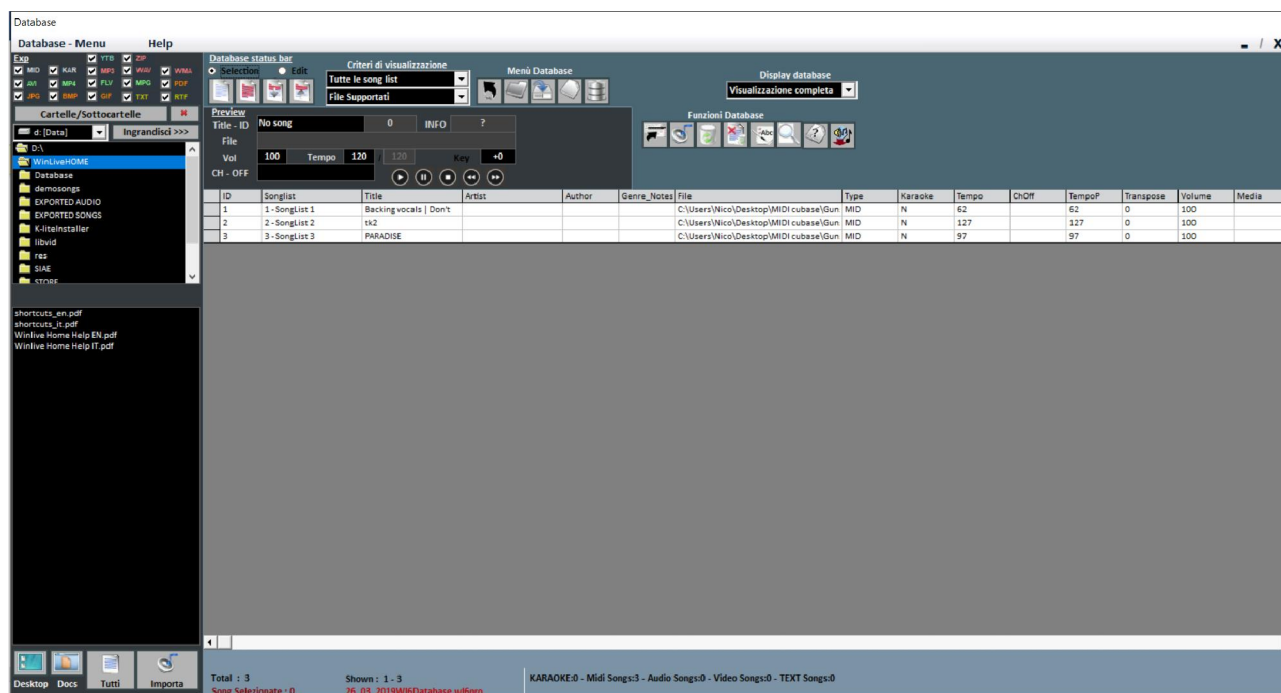 Database
Database - Menu Help
Exp YTB ZIP
MID KAR MP3 WAV WMA
AVI MP4 FLV MPG PDF
JPG BMP GIF TXT RTF
Cartelle/Sottocartelle
d: [Data] Ingrandisci >>>
D:\
WinLiveHOME
Database
demosongs
EXPORTED AUDIO
EXPORTED SONGS
K-liteInstaller
libvid
res
SIAE
STORE
shortcuts_en.pdf
shortcuts_it.pdf
Winlive Home Help EN.pdf
Winlive Home Help IT.pdf
Desktop Docs Tutti Importa
Database status bar
Selection Edit
Criteri di visualizzazione
Tutte le song list
File Supportati
Menù Database
Display database
Visualizzazione completa
Funzioni Database
Abc
Preview
Title - ID No song 0 INFO ?
File
Vol 100 Tempo 120 / 120 Key +0
CH - OFF
ID Songlist Title Artist Author Genre_Notes File Type Karaoke Tempo ChOff TempoP Transpose Volume Media
1 1 - SongList 1 Backing vocals | Don't C:\Users\Nico\Desktop\MIDI cubase\Gun MID N 62 62 0 100
2 2 - SongList 2 tk2 C:\Users\Nico\Desktop\MIDI cubase\Gun MID N 127 127 0 100
3 3 - SongList 3 PARADISE C:\Users\Nico\Desktop\MIDI cubase\Gun MID N 97 97 0 100
Total : 3 Shown : 1 - 3 KARAOKE:0 - Midi Songs:3 - Audio Songs:0 - Video Songs:0 - TEXT Songs:0
Song Selezionate : 0 26_03_2019Wl6Database.wl6pro